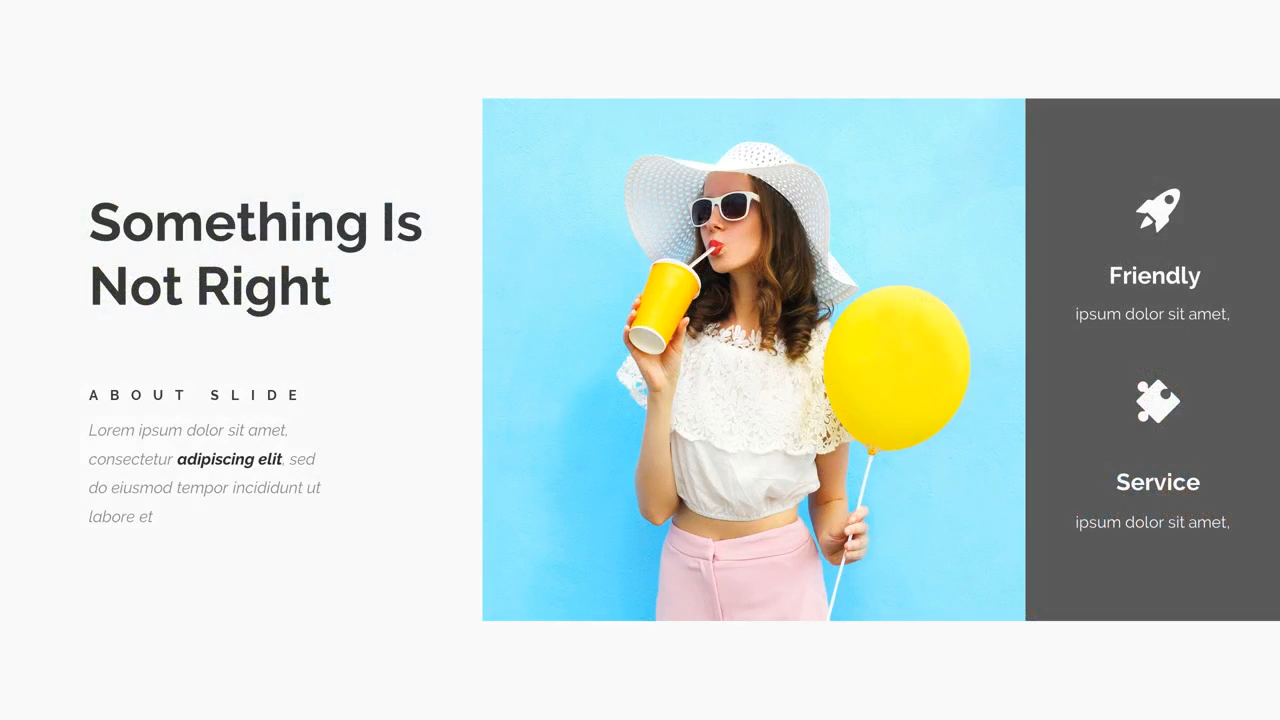 Something Is
Not Right
ABOUT SLIDE
Lorem ipsum dolor sit amet,
consectetur adipiscing elit, sed
do eiusmod tempor incididunt ut
labore et
Friendly
ipsum dolor sit amet,
Service
ipsum dolor sit amet,